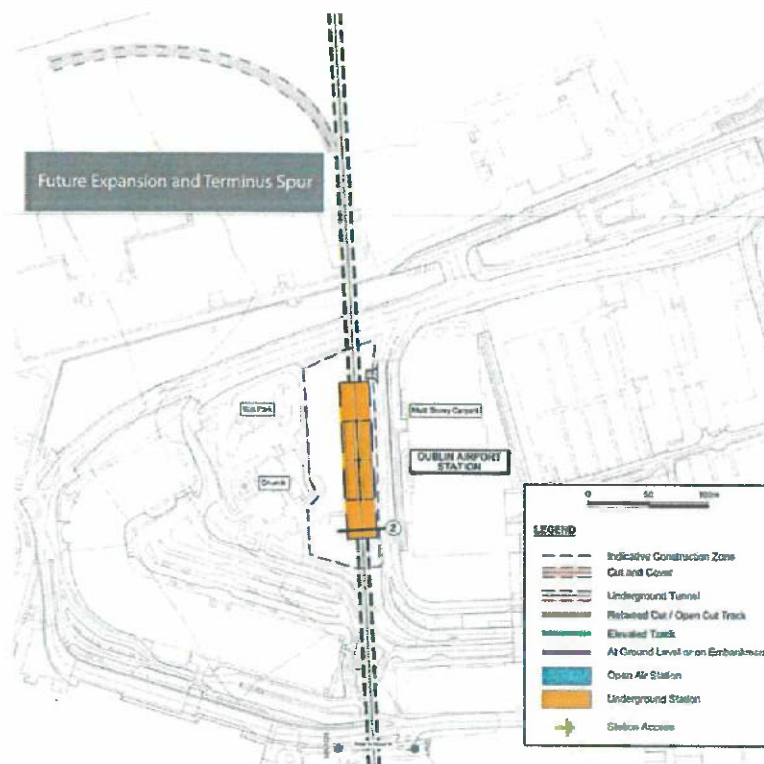 Future Expansion and Terminus Spur
Multi Storey Carpark
DUBLIN AIRPORT
STATION
Church
2
0 50 100m
LEGEND
Indicative Construction Zone
Cut and Cover
Underground Tunnel
Retained Cut / Open Cut Track
Elevated Track
At Ground Level or on Embankment
Open Air Station
Underground Station
Station Access